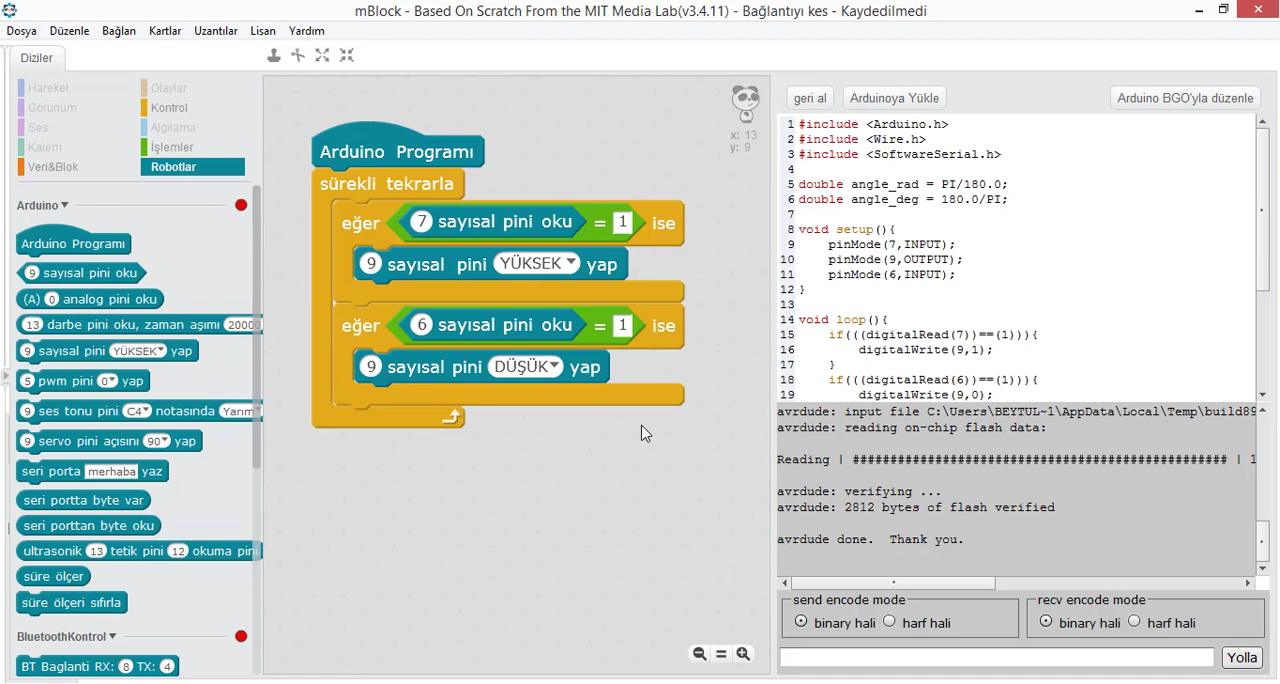 mBlock - Based On Scratch From the MIT Media Lab(v3.4.11) - Bağlantıyı kes - Kaydedilmedi
Dosya Düzenle Bağlan Kartlar Uzantılar Lisan Yardım
Diziler
Hareket Olaylar
Görünüm Kontrol
Ses Algılama
Kalem İşlemler
Veri&Blok Robotlar
Arduino
Arduino Programı
9 sayısal pini oku
(A) 0 analog pini oku
13 darbe pini oku, zaman aşımı 20000
9 sayısal pini YÜKSEK yap
5 pwm pini 0 yap
9 ses tonu pini C4 notasında Yarım
9 servo pini açısını 90 yap
seri porta merhaba yaz
seri portta byte var
seri porttan byte oku
ultrasonik 13 tetik pini 12 okuma pini
süre ölçer
süre ölçeri sıfırla
BluetoothKontrol
BT Baglanti RX: 8 TX: 4
x: 13
y: 9
Arduino Programı
sürekli tekrarla
eğer 7 sayısal pini oku = 1 ise
9 sayısal pini YÜKSEK yap
eğer 6 sayısal pini oku = 1 ise
9 sayısal pini DÜŞÜK yap
geri al Arduinoya Yükle Arduino BGO'yla düzenle
1 #include <Arduino.h>
2 #include <Wire.h>
3 #include <SoftwareSerial.h>
4
5 double angle_rad = PI/180.0;
6 double angle_deg = 180.0/PI;
7
8 void setup(){
9 pinMode(7,INPUT);
10 pinMode(9,OUTPUT);
11 pinMode(6,INPUT);
12 }
13
14 void loop(){
15 if(((digitalRead(7))==(1))){
16 digitalWrite(9,1);
17 }
18 if(((digitalRead(6))==(1))){
19 digitalWrite(9,0);
avrdude: input file C:\Users\BEYTUL~1\AppData\Local\Temp\build89
avrdude: reading on-chip flash data:
Reading | ################################################## | 1
avrdude: verifying ...
avrdude: 2812 bytes of flash verified
avrdude done. Thank you.
send encode mode recv encode mode
binary hali harf hali binary hali harf hali
Yolla